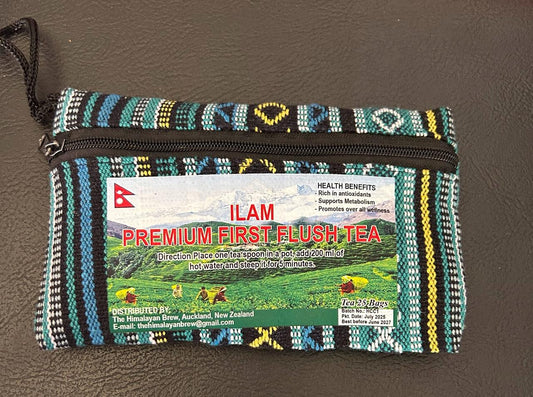 HEALTH BENEFITS
- Rich in antioxidants
- Supports Metabolism
- Promotes over all wellness
ILAM
PREMIUM FIRST FLUSH TEA
Direction Place one tea spoon in a pot add 200 ml of
hot water and steep it for 5 minutes.
DISTRIBUTED BY:
The Himalayan Brew, Auckland, New Zealand
E-mail: thehimalayanbrew@gmail.com
Tea 25 Bags
Batch No.: HCC1
Pkt. Date: July 2025
Best before June 2027